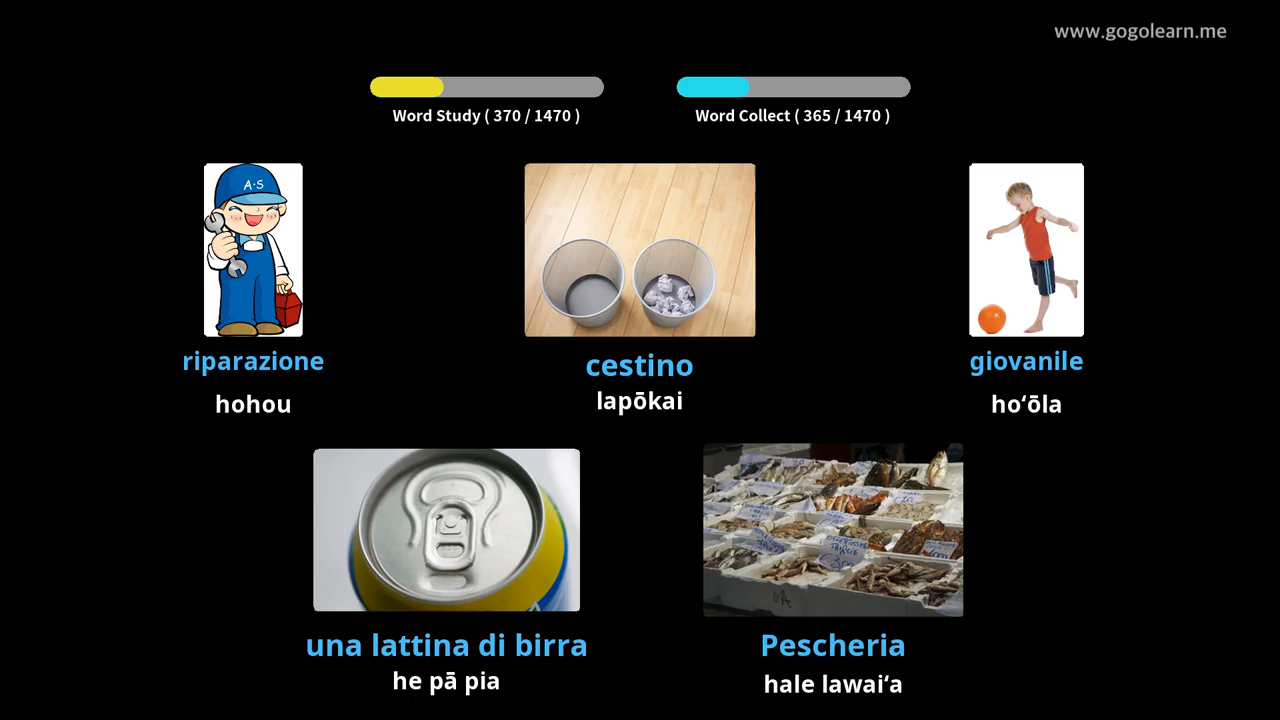 www.gogolearn.me
Word Study ( 370 / 1470 )
Word Collect ( 365 / 1470 )
A·S
riparazione
hohou
cestino
lapōkai
giovanile
hoʻōla
una lattina di birra
he pā pia
Pescheria
hale lawaiʻa